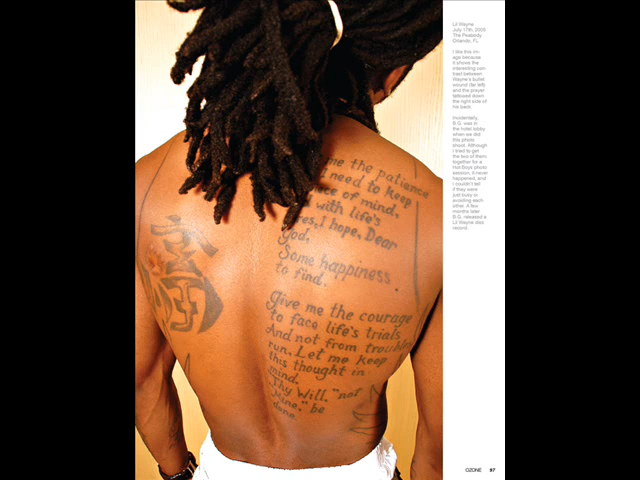 me the patience
need to keep
of mind.
with life's
I hope. Dear
God.
Some happiness
to find.
Give me the courage
to face life's trials
And not from troubles
run. Let me keep
this thought in
mind.
Thy Will, "not
Mine," be
done
Lil Wayne
July 17th, 2005
The Peabody
Orlando, FL
I like this im-
age because
it shows the
interesting con-
trast between
Wayne's bullet
wound (far left)
and the prayer
tattooed down
the right side of
his back.
Incidentally,
B.G. was in
the hotel lobby
when we did
this photo
shoot. Although
I tried to get
the two of them
together for a
Hot Boys photo
session, it never
happened, and
I couldn't tell
if they were
just busy or
avoiding each
other. A few
months later
B.G. released a
Lil Wayne diss
record.
OZONE 87